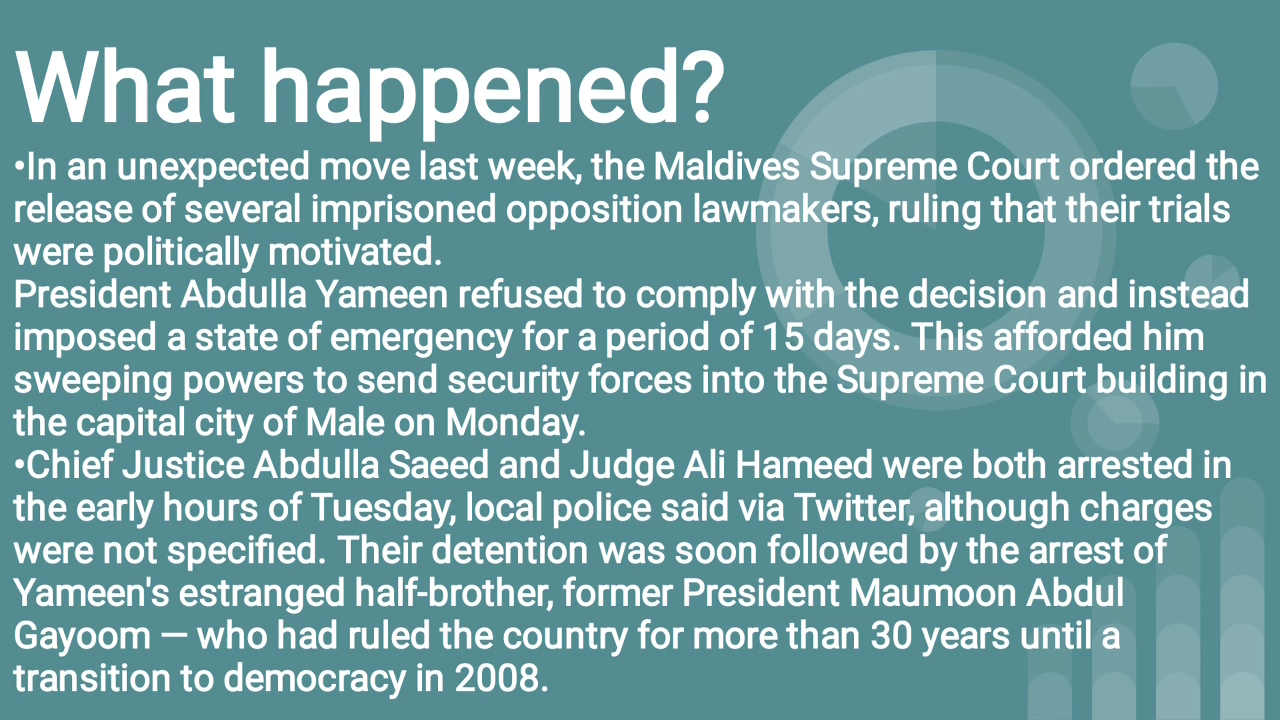 What happened?
•In an unexpected move last week, the Maldives Supreme Court ordered the
release of several imprisoned opposition lawmakers, ruling that their trials
were politically motivated.
President Abdulla Yameen refused to comply with the decision and instead
imposed a state of emergency for a period of 15 days. This afforded him
sweeping powers to send security forces into the Supreme Court building in
the capital city of Male on Monday.
•Chief Justice Abdulla Saeed and Judge Ali Hameed were both arrested in
the early hours of Tuesday, local police said via Twitter, although charges
were not specified. Their detention was soon followed by the arrest of
Yameen's estranged half-brother, former President Maumoon Abdul
Gayoom — who had ruled the country for more than 30 years until a
transition to democracy in 2008.